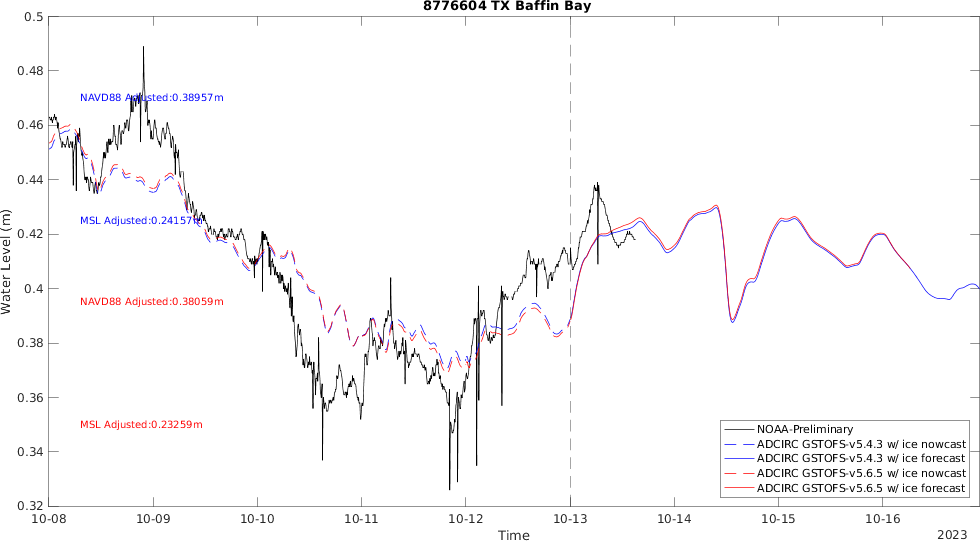 8776604 TX Baffin Bay
0.5
0.48
0.46
0.44
0.42
0.4
0.38
0.36
0.34
0.32
Water Level (m)
NAVD88 Adjusted:0.38957m
MSL Adjusted:0.24157m
NAVD88 Adjusted:0.38059m
MSL Adjusted:0.23259m
NOAA-Preliminary
ADCIRC GSTOFS-v5.4.3 w/ ice nowcast
ADCIRC GSTOFS-v5.4.3 w/ ice forecast
ADCIRC GSTOFS-v5.6.5 w/ ice nowcast
ADCIRC GSTOFS-v5.6.5 w/ ice forecast
10-08 10-09 10-10 10-11 10-12 10-13 10-14 10-15 10-16
Time
2023